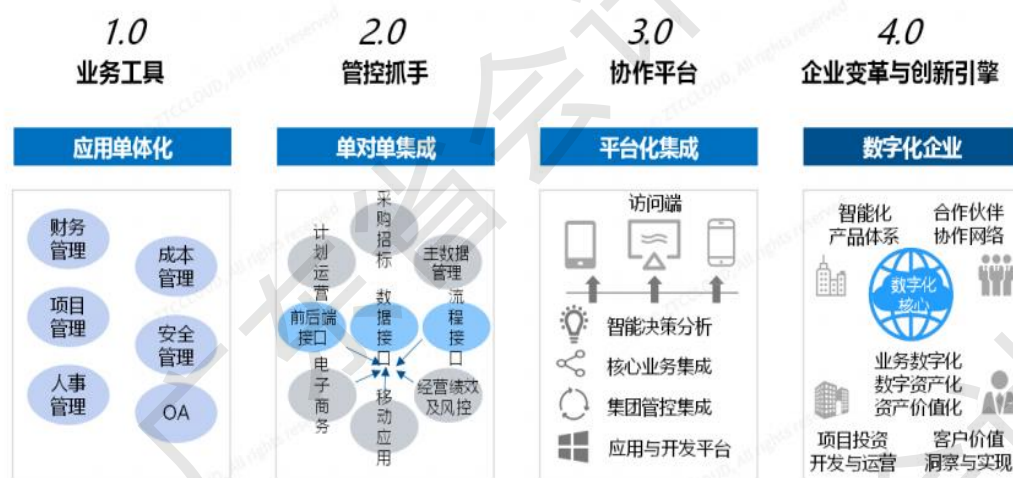 1.0
业务工具
应用单体化
财务
管理
成本
管理
项目
管理
安全
管理
人事
管理
OA
2.0
管控抓手
单对单集成
采购招标
计划运营
主数据
管理
前后端
接口
数据接口
流程接口
电子商务
移动应用
经营绩效
及风控
3.0
协作平台
平台化集成
访问端
智能决策分析
核心业务集成
集团管控集成
应用与开发平台
4.0
企业变革与创新引擎
数字化企业
智能化
产品体系
合作伙伴
协作网络
数字化
核心
业务数字化
数字资产化
资产价值化
项目投资
开发与运营
客户价值
洞察与实现